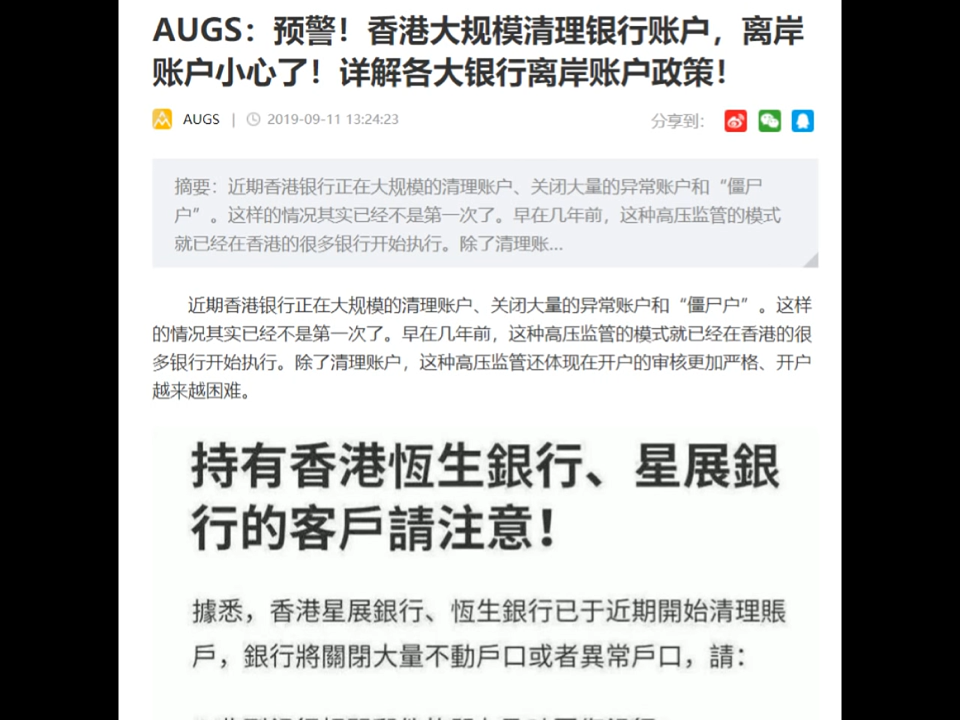 AUGS：预警！香港大规模清理银行账户，离岸
账户小心了！详解各大银行离岸账户政策！
AUGS | 2019-09-11 13:24:23 分享到：
摘要：近期香港银行正在大规模的清理账户、关闭大量的异常账户和“僵尸
户”。这样的情况其实已经不是第一次了。早在几年前，这种高压监管的模式
就已经在香港的很多银行开始执行。除了清理账...
近期香港银行正在大规模的清理账户、关闭大量的异常账户和“僵尸户”。这样
的情况其实已经不是第一次了。早在几年前，这种高压监管的模式就已经在香港的很
多银行开始执行。除了清理账户，这种高压监管还体现在开户的审核更加严格、开户
越来越困难。
持有香港恆生銀行、星展銀
行的客戶請注意！
據悉，香港星展銀行、恆生銀行已于近期開始清理賬
戶，銀行將關閉大量不動戶口或者異常戶口，請：